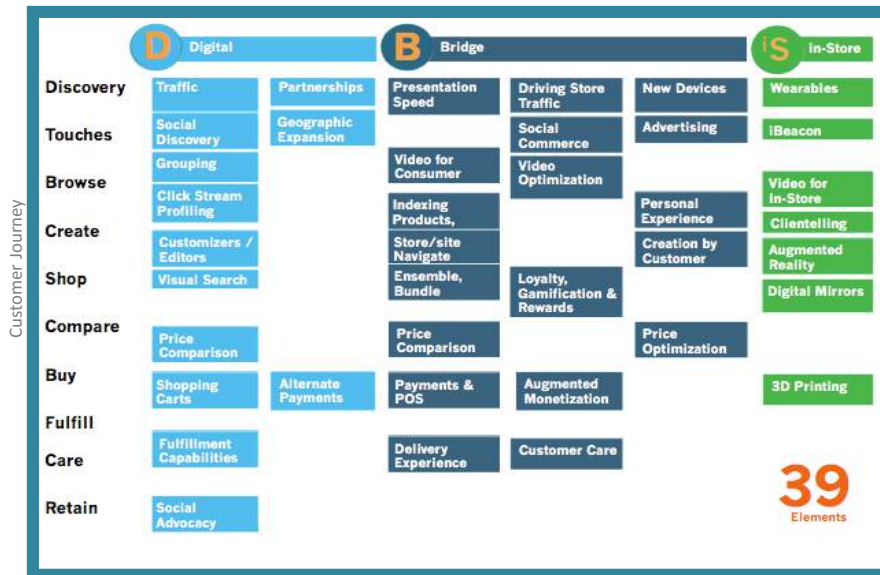 D Digital
B Bridge
iS In-Store
Customer Journey
Discovery
Touches
Browse
Create
Shop
Compare
Buy
Fulfill
Care
Retain
Traffic
Social
Discovery
Grouping
Click Stream
Profiling
Customizers /
Editors
Visual Search
Price
Comparison
Shopping
Carts
Fulfillment
Capabilities
Social
Advocacy
Partnerships
Geographic
Expansion
Alternate
Payments
Presentation
Speed
Video for
Consumer
Indexing
Products,
Store/site
Navigate
Ensemble,
Bundle
Price
Comparison
Payments &
POS
Delivery
Experience
Driving Store
Traffic
Social
Commerce
Video
Optimization
Loyalty,
Gamification &
Rewards
Augmented
Monetization
Customer Care
New Devices
Advertising
Personal
Experience
Creation by
Customer
Price
Optimization
Wearables
iBeacon
Video for
In-Store
Clientelling
Augmented
Reality
Digital Mirrors
3D Printing
39
Elements